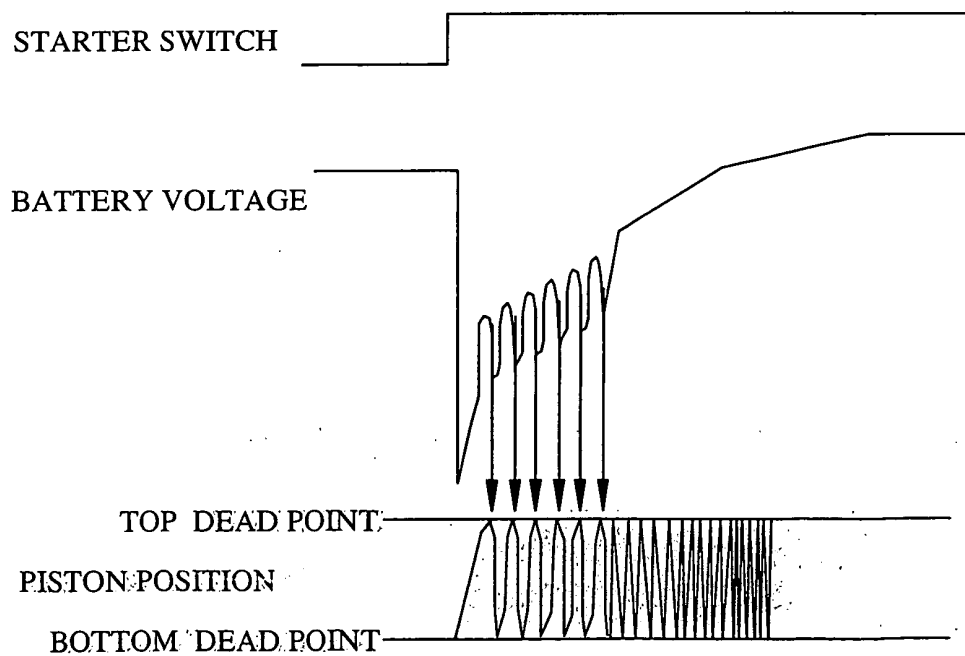 STARTER SWITCH
BATTERY VOLTAGE
TOP DEAD POINT
PISTON POSITION
BOTTOM DEAD POINT